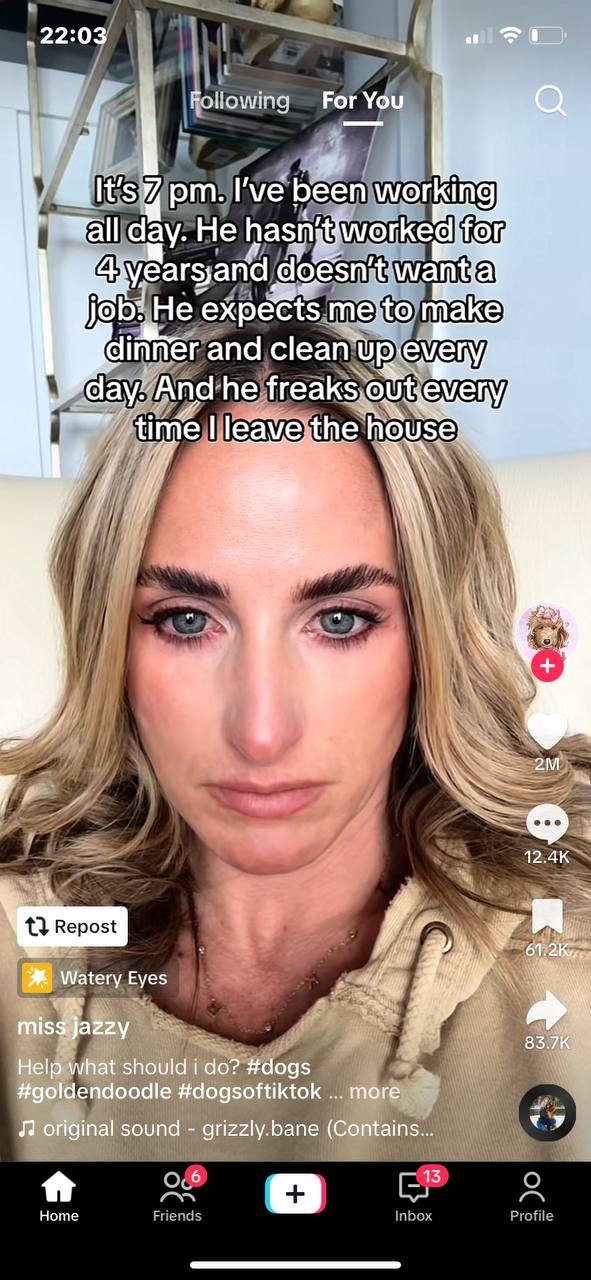 22:03
Following For You
It's 7 pm. I've been working
all day. He hasn't worked for
4 years and doesn't want a
job. He expects me to make
dinner and clean up every
day. And he freaks out every
time I leave the house
2M
12.4K
61.2K
83.7K
Repost
Watery Eyes
miss jazzy
Help what should i do? #dogs
#goldendoodle #dogsoftiktok ... more
original sound - grizzly.bane (Contains...
6
13
Home Friends Inbox Profile